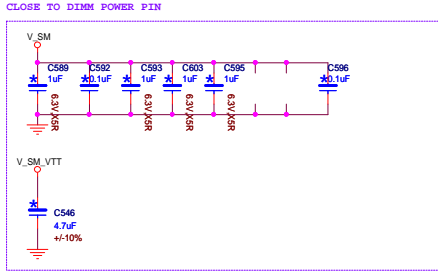 CLOSE TO DIMM POWER PIN
V_SM
* C589 * C592 * C593 * C603 * C595 * C596
1uF 0.1uF 1uF 1uF 1uF 0.1uF
6.3V,X5R 6.3V,X5R 6.3V,X5R 6.3V,X5R
V_SM_VTT
* C546
4.7uF
+/-10%